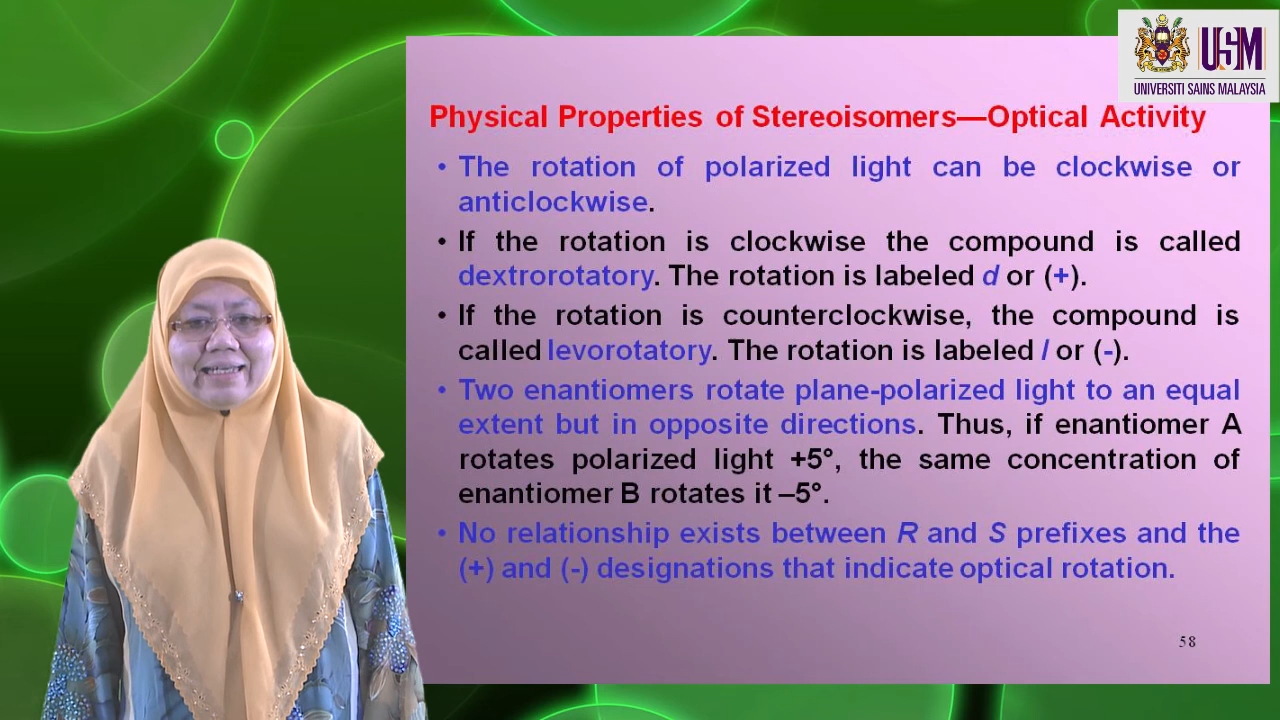 USM
UNIVERSITI SAINS MALAYSIA
Physical Properties of Stereoisomers—Optical Activity
• The rotation of polarized light can be clockwise or
anticlockwise.
• If the rotation is clockwise the compound is called
dextrorotatory. The rotation is labeled d or (+).
• If the rotation is counterclockwise, the compound is
called levorotatory. The rotation is labeled l or (-).
• Two enantiomers rotate plane-polarized light to an equal
extent but in opposite directions. Thus, if enantiomer A
rotates polarized light +5°, the same concentration of
enantiomer B rotates it –5°.
• No relationship exists between R and S prefixes and the
(+) and (-) designations that indicate optical rotation.
58